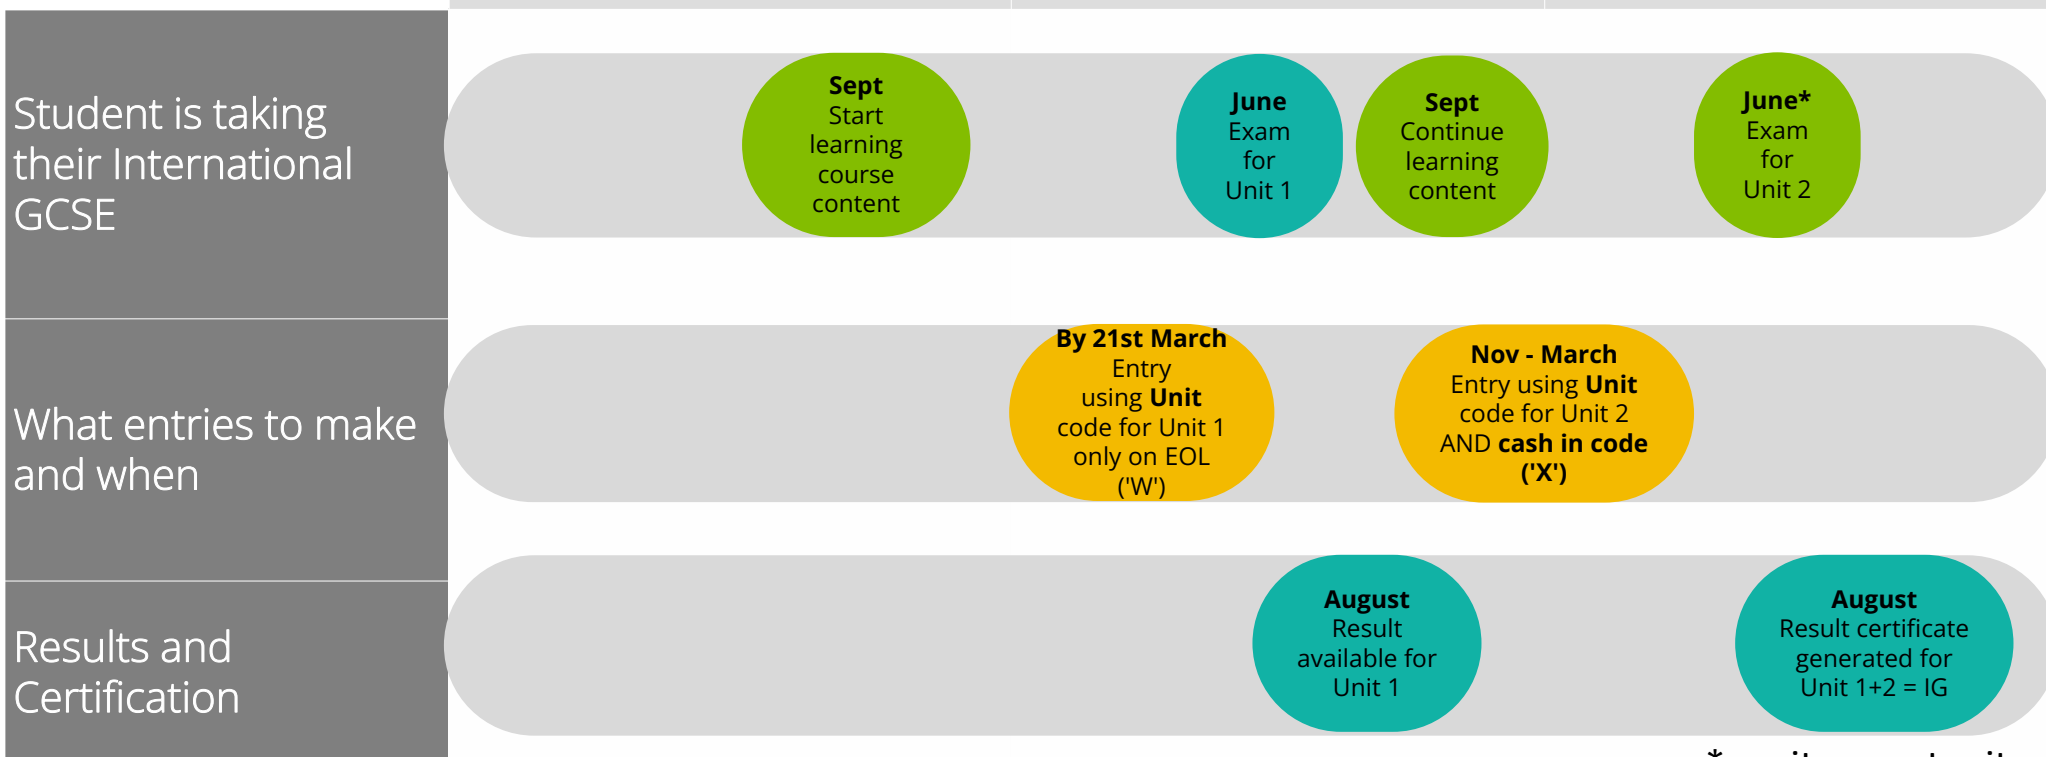 Student is taking
their International
GCSE
Sept
Start
learning
course
content
June
Exam
for
Unit 1
Sept
Continue
learning
content
June*
Exam
for
Unit 2
What entries to make
and when
By 21st March
Entry
using Unit
code for Unit 1
only on EOL
('W')
Nov - March
Entry using Unit
code for Unit 2
AND cash in code
('X')
Results and
Certification
August
Result
available for
Unit 1
August
Result certificate
generated for
Unit 1+2 = IG